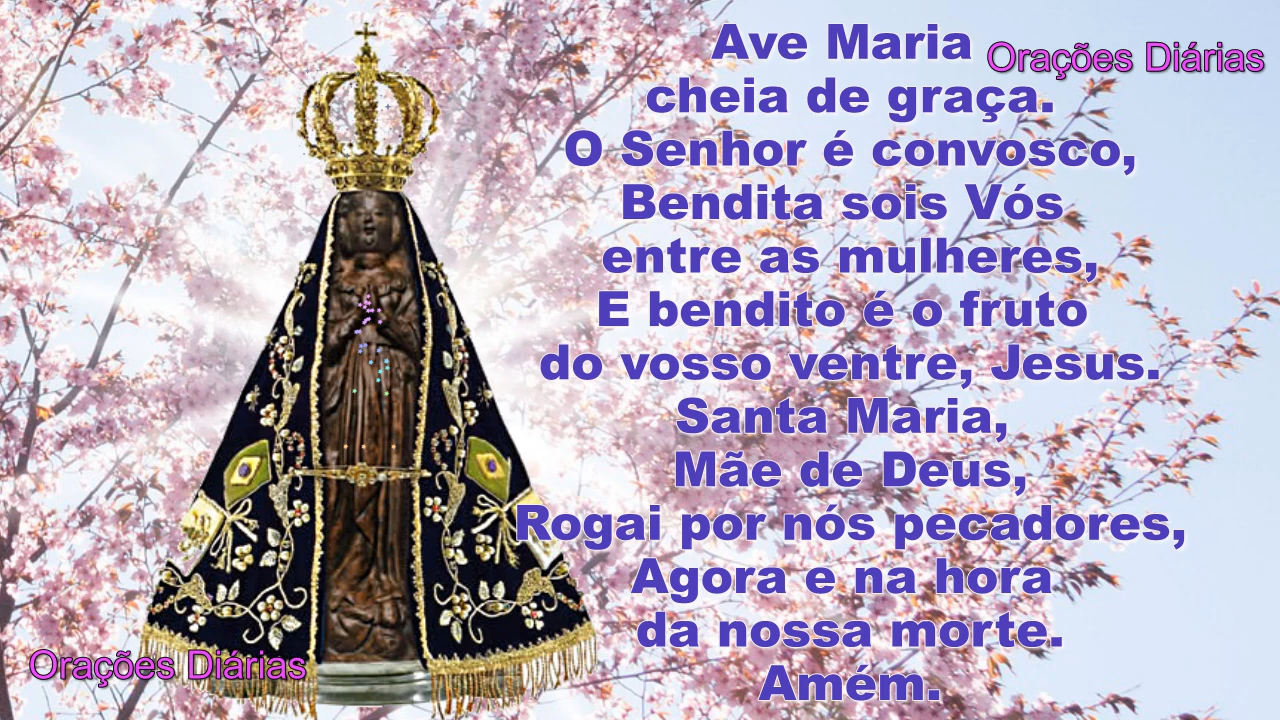 Ave Maria
Orações Diárias
cheia de graça.
O Senhor é convosco,
Bendita sois Vós
entre as mulheres,
E bendito é o fruto
do vosso ventre, Jesus.
Santa Maria,
Mãe de Deus,
Rogai por nós pecadores,
Agora e na hora
da nossa morte.
Amém.
Orações Diárias